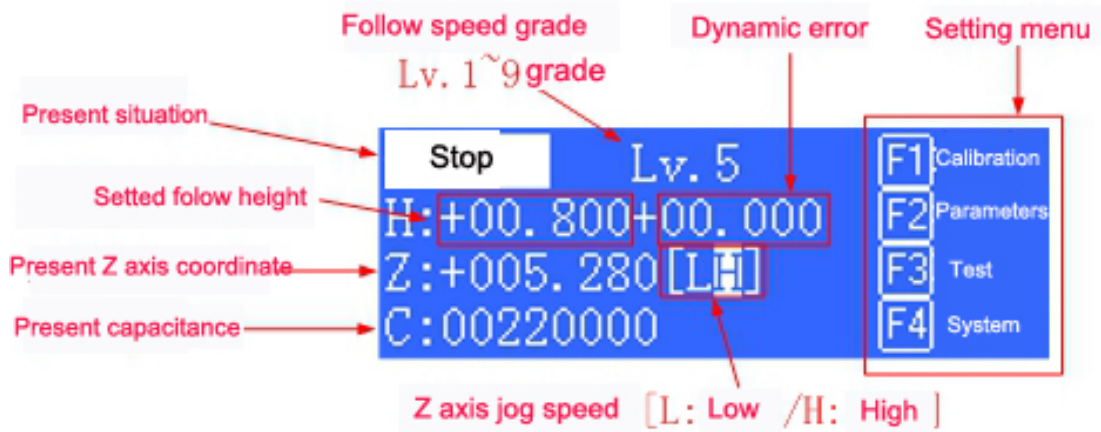 Follow speed grade
Lv. 1~9 grade
Dynamic error
Setting menu
Present situation
Stop
Lv. 5
F1 Calibration
Setted folow height
H:+00. 800+00. 000
F2 Parameters
Present Z axis coordinate
Z:+005. 280[LH]
F3 Test
Present capacitance
C:00220000
F4 System
Z axis jog speed [L: Low /H: High ]